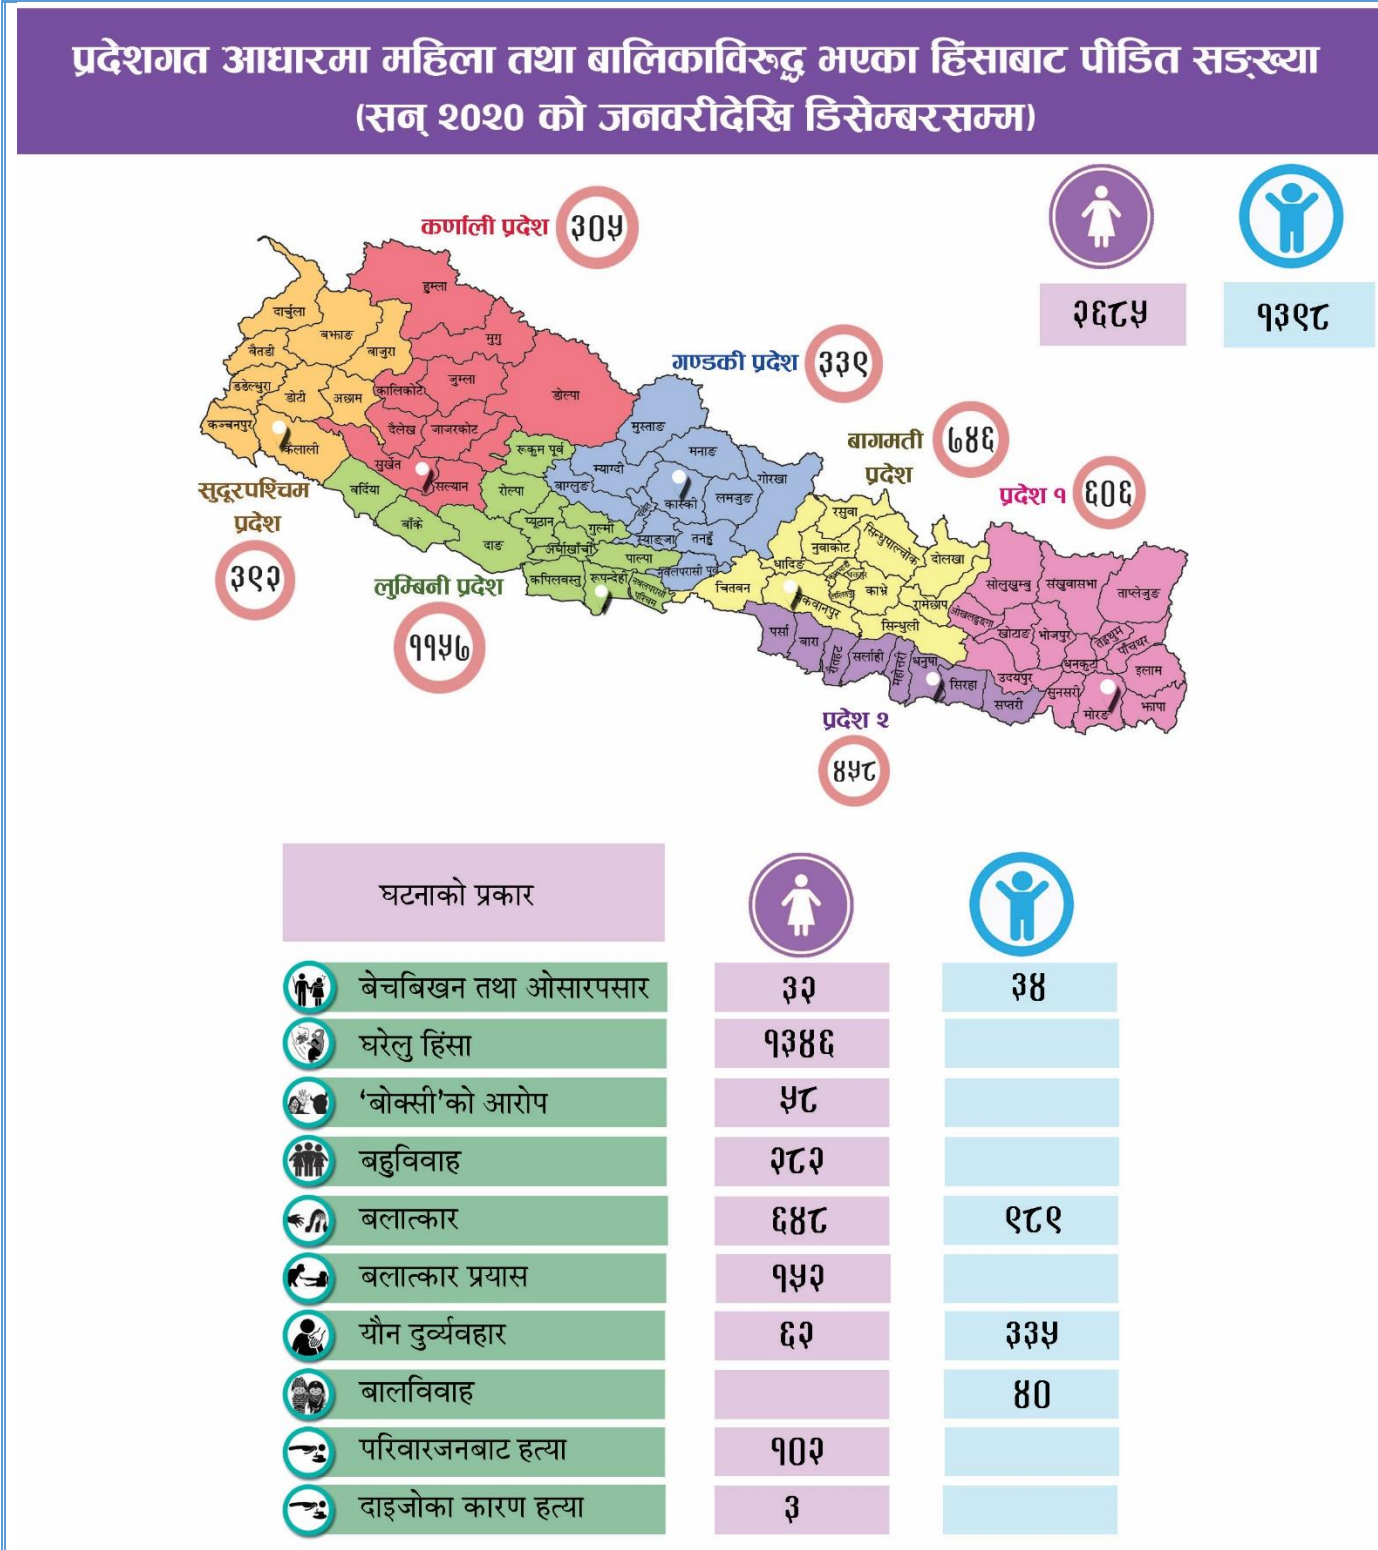 प्रदेशगत आधारमा महिला तथा बालिकाविरुद्ध भएका हिंसाबाट पीडित सङ्ख्या
(सन् २०२० को जनवरीदेखि डिसेम्बरसम्म)
२६८५
१३९८
कर्णाली प्रदेश ३०५
गण्डकी प्रदेश ३३९
बागमती
प्रदेश
७४६
प्रदेश १ ६०६
सुदूरपश्चिम
प्रदेश
३९२
लुम्बिनी प्रदेश
११५७
प्रदेश २
४५८
दार्चुला
बझाङ
बैतडी
बाजुरा
डडेल्धुरा
डोटी
अछाम
कञ्चनपुर
कैलाली
हुम्ला
मुगु
कालिकोट
जुम्ला
डोल्पा
दैलेख
जाजरकोट
सुर्खेत
सल्यान
रूकुम पूर्व
बर्दिया
रोल्पा
बाँके
प्यूठान
गुल्मी
दाङ
अर्घाखाँची
पाल्पा
कपिलवस्तु
रूपन्देही
नवलपरासी पश्चिम
मुस्ताङ
मनाङ
म्याग्दी
गोरखा
बाग्लुङ
कास्की
लमजुङ
स्याङ्जा
तनहुँ
नवलपरासी पूर्व
रसुवा
सिन्धुपाल्चोक
नुवाकोट
दोलखा
धादिङ
काभ्रे
चितवन
मकवानपुर
रामेछाप
सिन्धुली
पर्सा
बारा
रौतहट
सर्लाही
महोत्तरी
धनुषा
सिरहा
सप्तरी
सोलुखुम्बु
संखुवासभा
ताप्लेजुङ
ओखलढुङ्गा
खोटाङ
भोजपुर
तेह्रथुम
पाँचथर
धनकुटा
इलाम
उदयपुर
सुनसरी
मोरङ
झापा
घटनाको प्रकार
बेचबिखन तथा ओसारपसार ३२ ३४
घरेलु हिंसा १३४६
‘बोक्सी’को आरोप ५८
बहुविवाह २८२
बलात्कार ६४८ ९८९
बलात्कार प्रयास १५२
यौन दुर्व्यवहार ६२ ३३५
बालविवाह ४०
परिवारजनबाट हत्या १०२
दाइजोका कारण हत्या ३